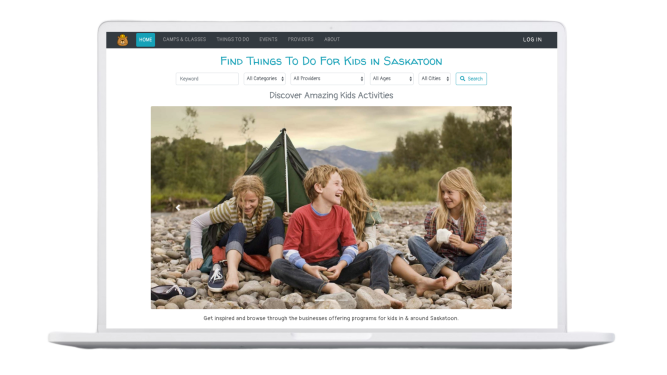 HOME CAMPS & CLASSES THINGS TO DO EVENTS PROVIDERS ABOUT LOG IN
Find Things To Do For Kids in Saskatoon
Keyword All Categories All Providers All Ages All Cities Search
Discover Amazing Kids Activities
Get inspired and browse through the businesses offering programs for kids in & around Saskatoon.